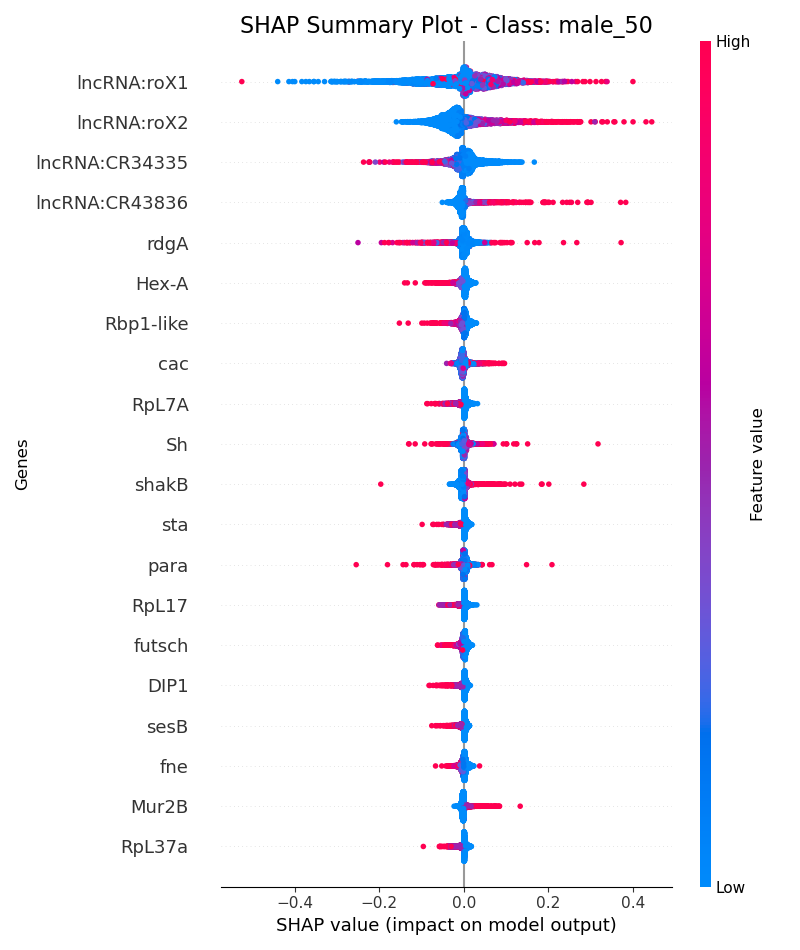 SHAP Summary Plot - Class: male_50
High
lncRNA:roX1
lncRNA:roX2
lncRNA:CR34335
lncRNA:CR43836
rdgA
Hex-A
Rbp1-like
cac
RpL7A
Sh
shakB
sta
para
RpL17
futsch
DIP1
sesB
fne
Mur2B
RpL37a
Genes
Feature value
Low
−0.4 −0.2 0.0 0.2 0.4
SHAP value (impact on model output)